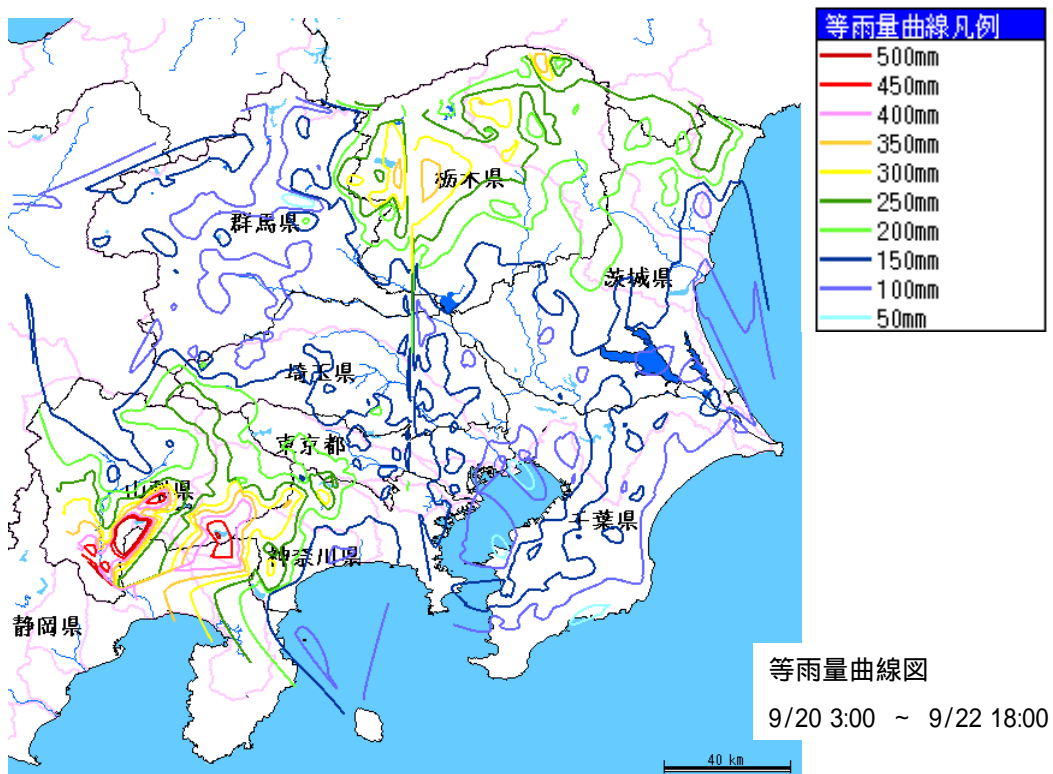 等雨量曲線凡例
500mm
450mm
400mm
350mm
300mm
250mm
200mm
150mm
100mm
50mm
栃木県
群馬県
茨城県
埼玉県
東京都
山梨県
千葉県
神奈川県
静岡県
等雨量曲線図
9/20 3:00 ~ 9/22 18:00
40 km